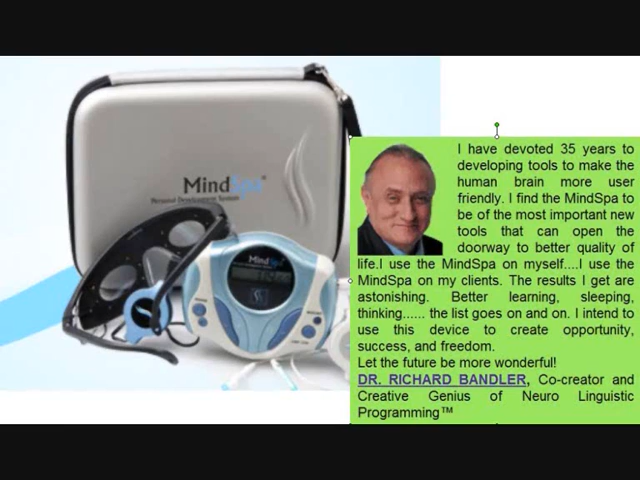 MindSpa®
Personal Development System
MindSpa
I have devoted 35 years to
developing tools to make the
human brain more user
friendly. I find the MindSpa to
be of the most important new
tools that can open the
doorway to better quality of
life.I use the MindSpa on myself....I use the
MindSpa on my clients. The results I get are
astonishing. Better learning, sleeping,
thinking...... the list goes on and on. I intend to
use this device to create opportunity,
success, and freedom.
Let the future be more wonderful!
DR. RICHARD BANDLER, Co-creator and
Creative Genius of Neuro Linguistic
Programming™